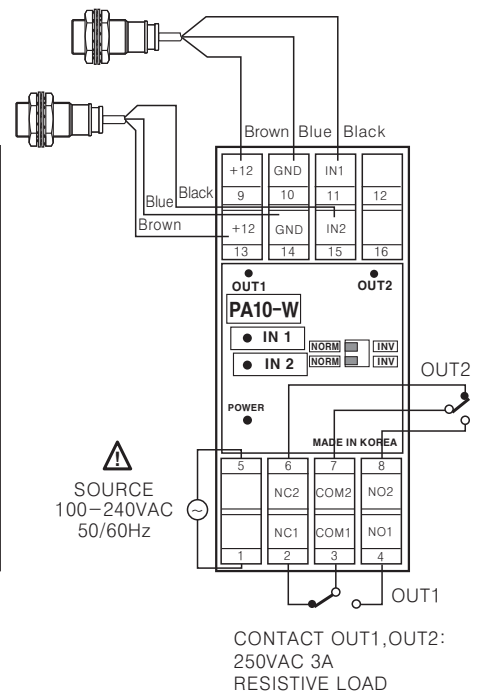 Brown Blue Black
+12 GND IN1
9 10 11 12
Black
Blue
Brown
+12 GND IN2
13 14 15 16
OUT1 OUT2
PA10-W
IN 1
NORM INV
IN 2
NORM INV
OUT2
POWER
MADE IN KOREA
5 6 7 8
SOURCE
100-240VAC
50/60Hz
~
NC2 COM2 NO2
NC1 COM1 NO1
1 2 3 4
OUT1
CONTACT OUT1,OUT2:
250VAC 3A
RESISTIVE LOAD